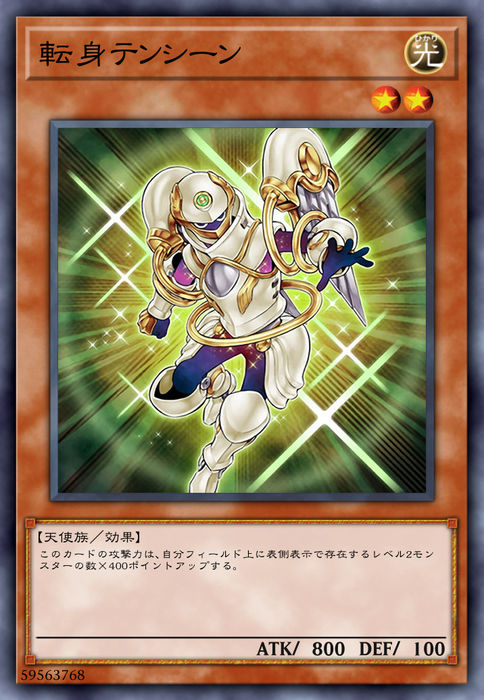 転身テンシーン
ひかり
光
【天使族／効果】
このカードの攻撃力は、自分フィールド上に表側表示で存在するレベル2モン
スターの数×400ポイントアップする。
ATK/ 800 DEF/ 100
59563768